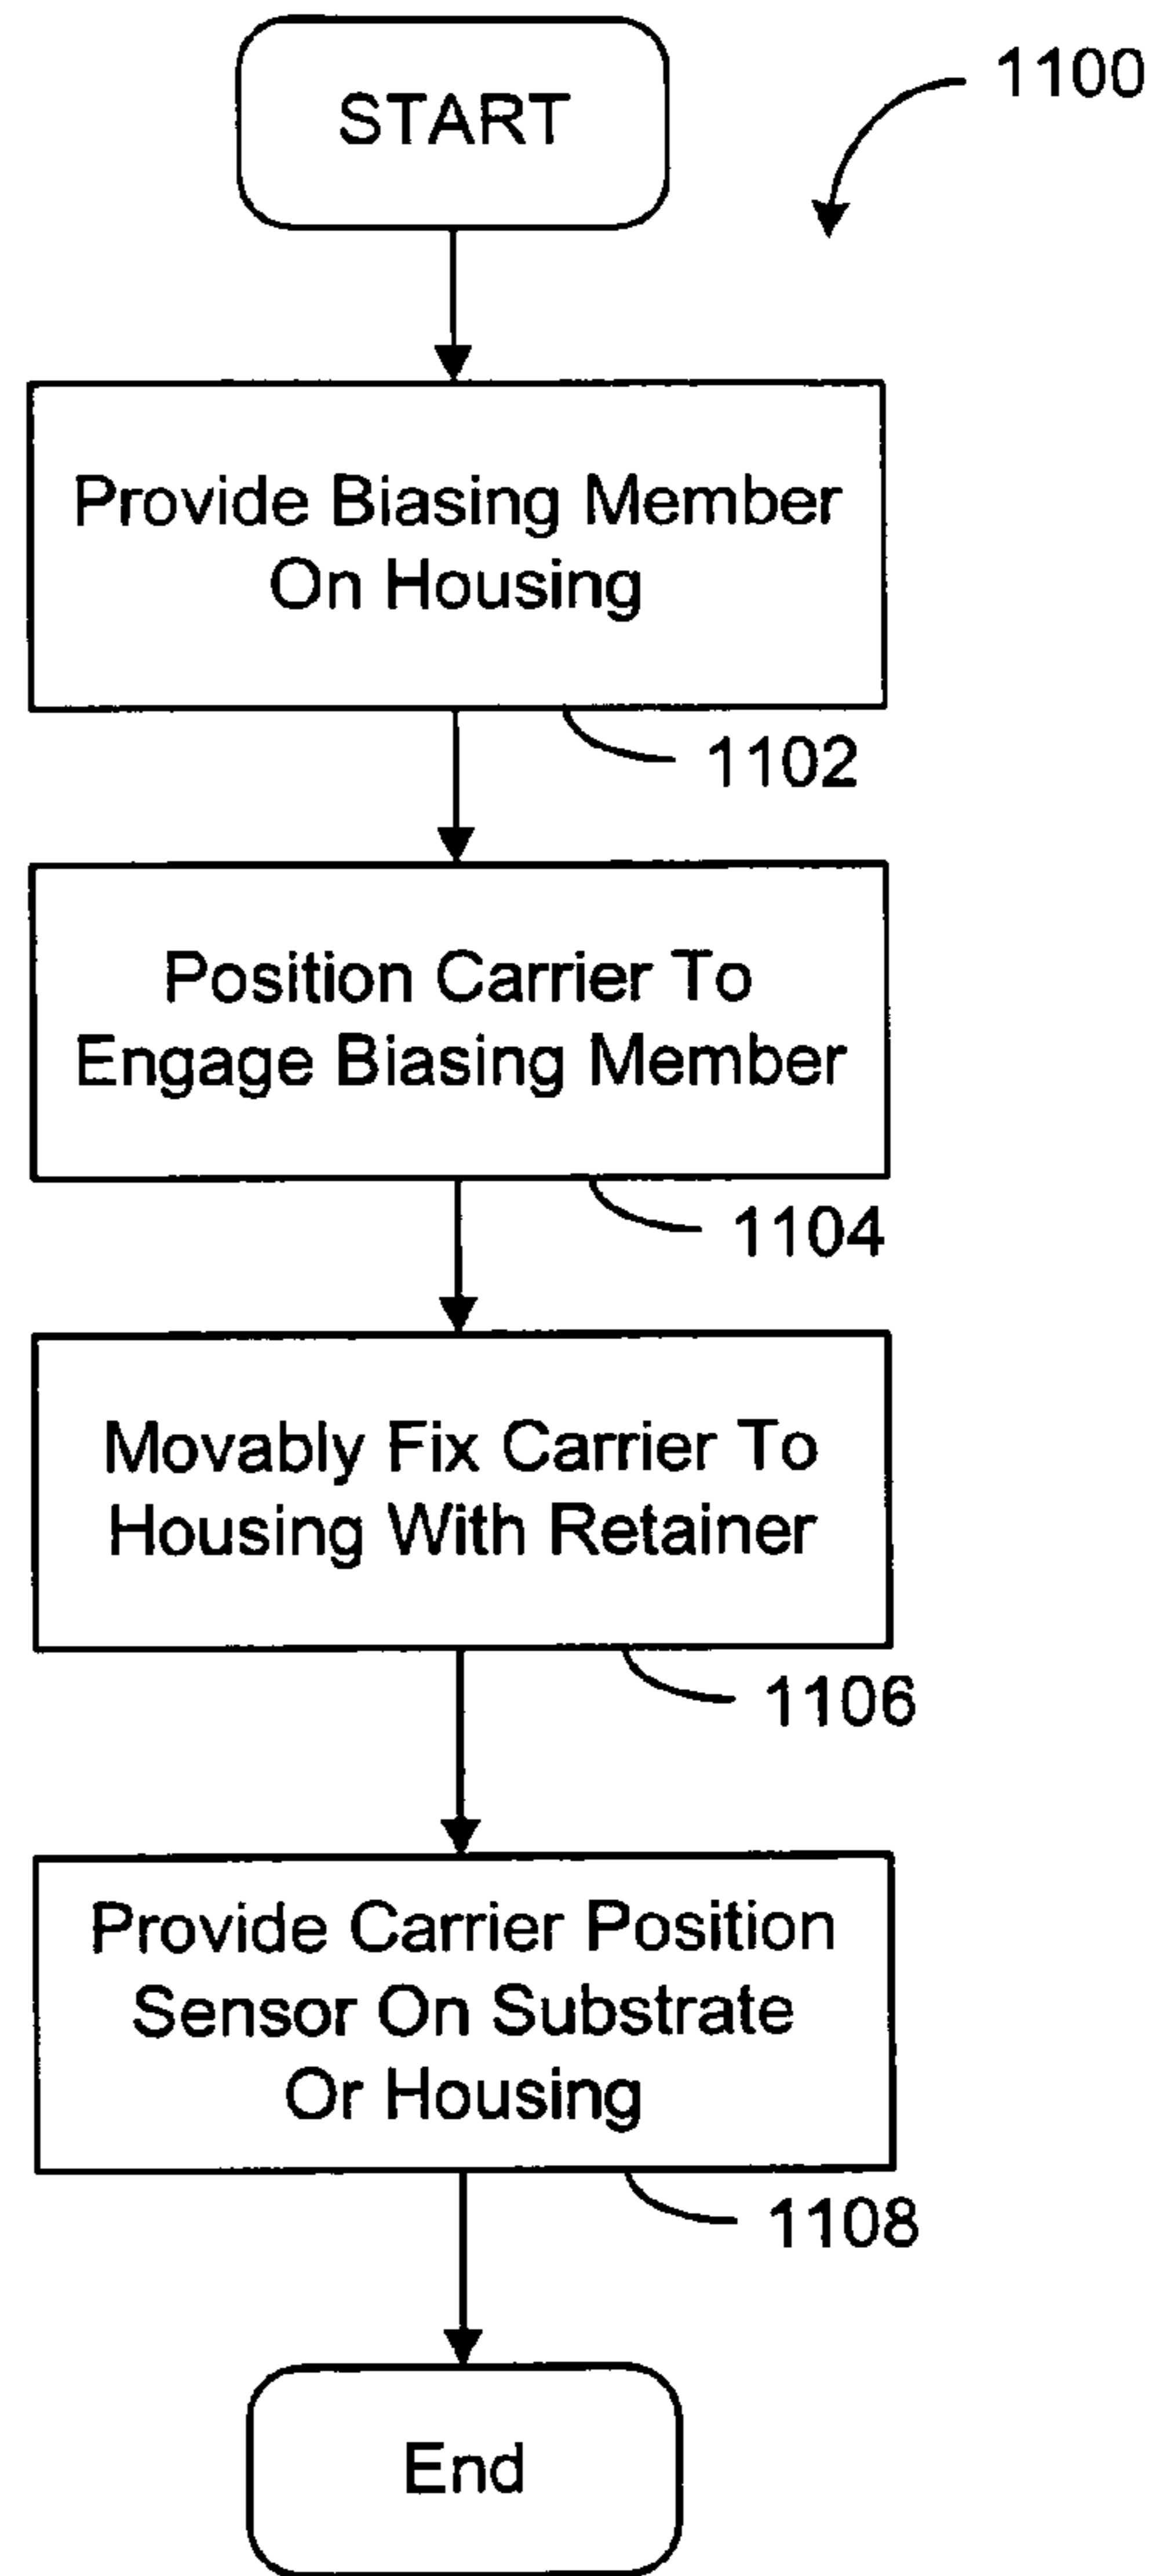 START
1100
Provide Biasing Member
On Housing
1102
Position Carrier To
Engage Biasing Member
1104
Movably Fix Carrier To
Housing With Retainer
1106
Provide Carrier Position
Sensor On Substrate
Or Housing
1108
End